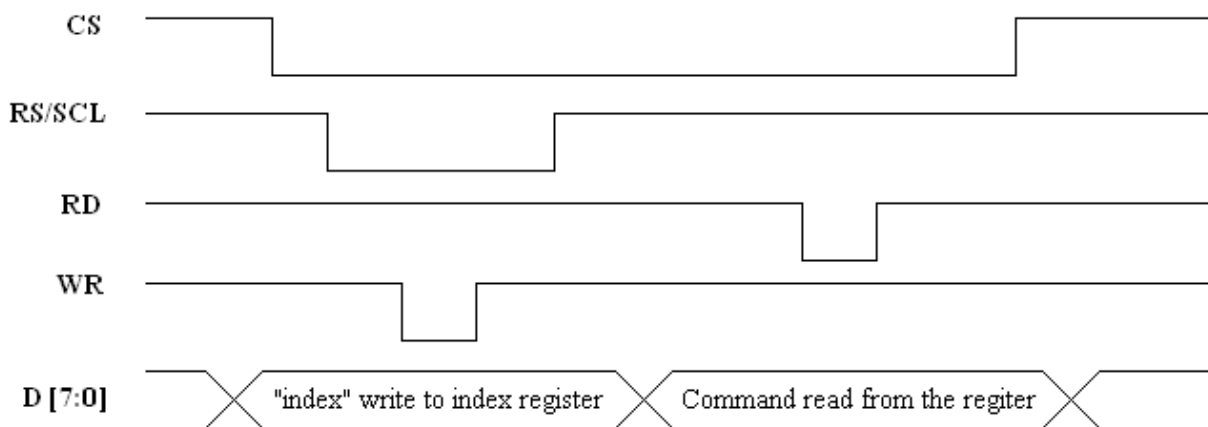 CS
RS/SCL
RD
WR
D [7:0]
"index" write to index register
Command read from the regiter